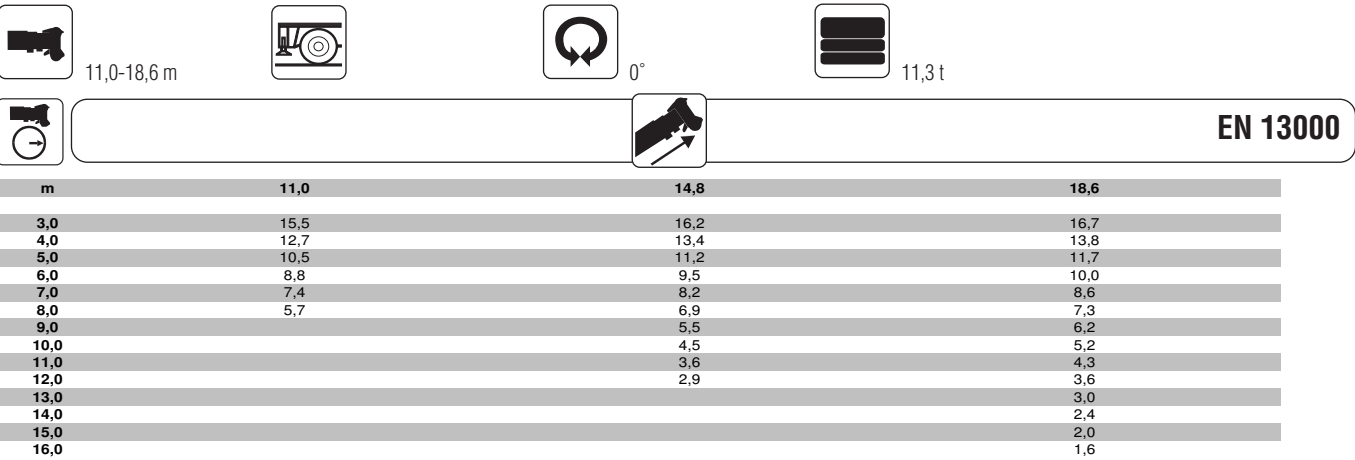 11,0-18,6 m 0° 11,3 t
EN 13000
m 11,0 14,8 18,6
3,0 15,5 16,2 16,7
4,0 12,7 13,4 13,8
5,0 10,5 11,2 11,7
6,0 8,8 9,5 10,0
7,0 7,4 8,2 8,6
8,0 5,7 6,9 7,3
9,0 5,5 6,2
10,0 4,5 5,2
11,0 3,6 4,3
12,0 2,9 3,6
13,0 3,0
14,0 2,4
15,0 2,0
16,0 1,6